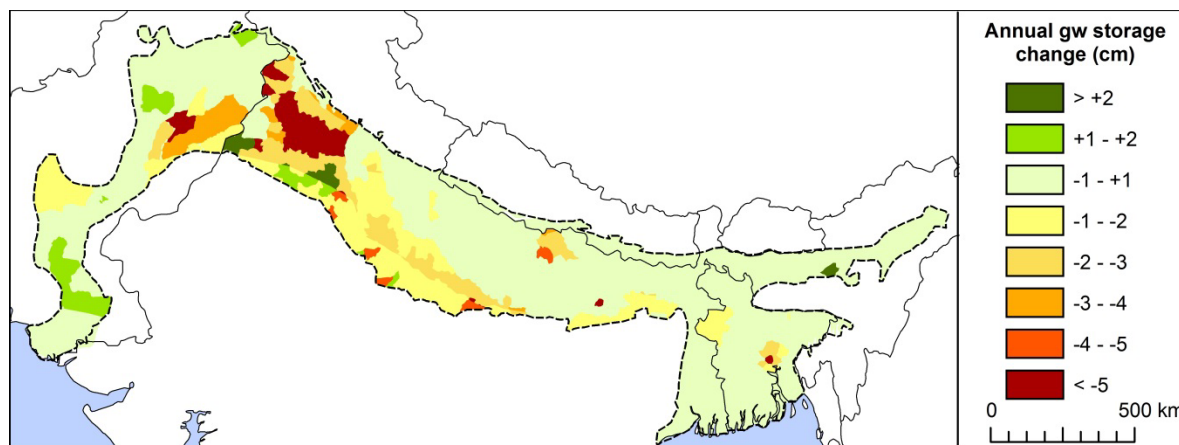 Annual gw storage
change (cm)
> +2
+1 - +2
-1 - +1
-1 - -2
-2 - -3
-3 - -4
-4 - -5
< -5
0 500 km